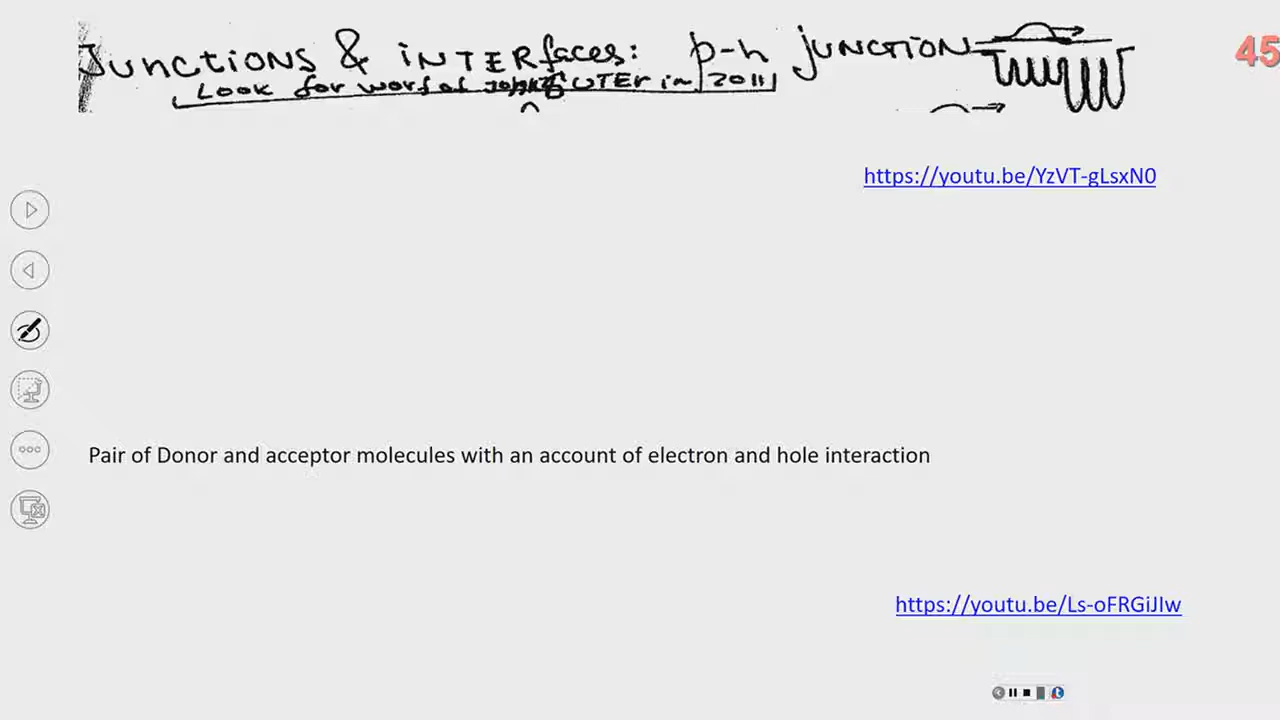 Junctions & iNTERfaces: p-n JUNCTION
Look for work of SUTER in 2011
45
https://youtu.be/YzVT-gLsxN0
Pair of Donor and acceptor molecules with an account of electron and hole interaction
https://youtu.be/Ls-oFRGiJIw